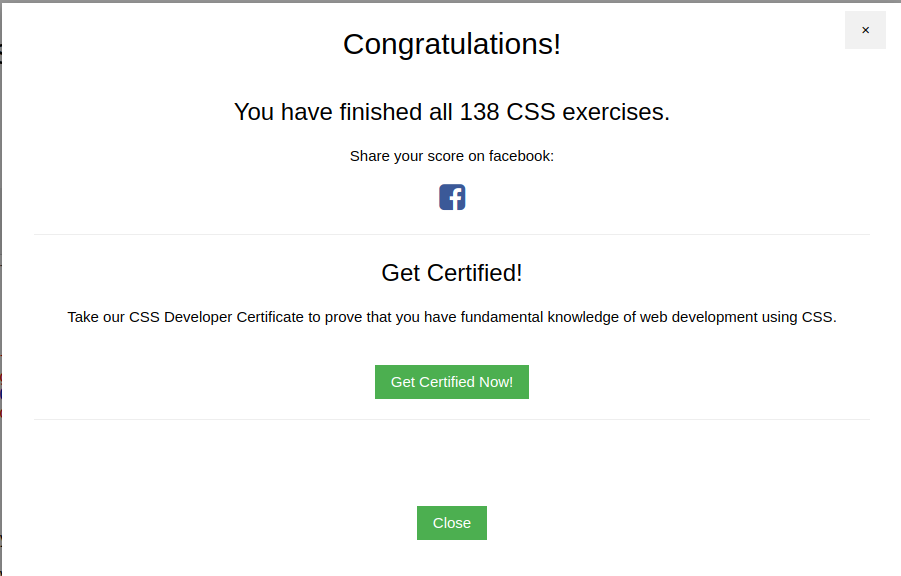 ×
Congratulations!
You have finished all 138 CSS exercises.
Share your score on facebook:
Get Certified!
Take our CSS Developer Certificate to prove that you have fundamental knowledge of web development using CSS.
Get Certified Now!
Close